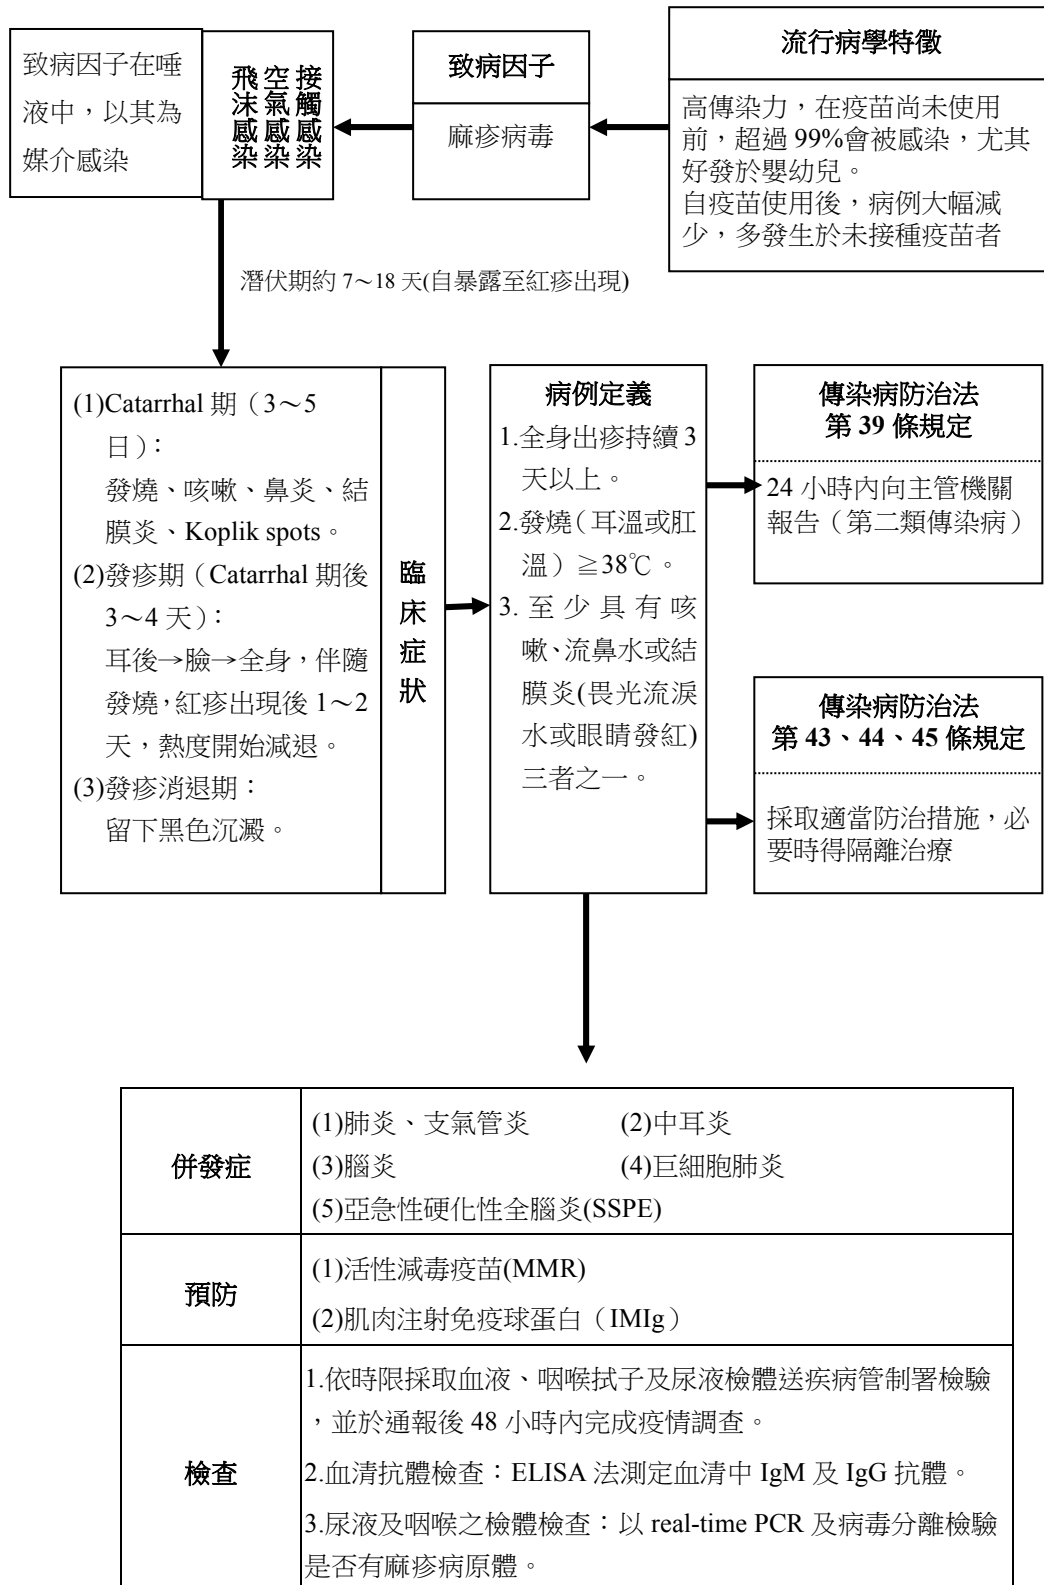 致病因子在唾
液中，以其為
媒介感染
接觸感染
空氣感染
飛沫感染
致病因子
麻疹病毒
流行病學特徵
高傳染力，在疫苗尚未使用
前，超過 99%會被感染，尤其
好發於嬰幼兒。
自疫苗使用後，病例大幅減
少，多發生於未接種疫苗者
潛伏期約 7～18 天(自暴露至紅疹出現)
(1)Catarrhal 期（3～5
日）：
發燒、咳嗽、鼻炎、結
膜炎、Koplik spots。
(2)發疹期（Catarrhal 期後
3～4 天）：
耳後→臉→全身，伴隨
發燒，紅疹出現後 1～2
天，熱度開始減退。
(3)發疹消退期：
留下黑色沉澱。
臨床症狀
病例定義
1.全身出疹持續 3
天以上。
2.發燒（耳溫或肛
溫）≧38℃。
3.至少具有咳
嗽、流鼻水或結
膜炎(畏光流淚
水或眼睛發紅)
三者之一。
傳染病防治法
第 39 條規定
24 小時內向主管機關
報告（第二類傳染病）
傳染病防治法
第 43、44、45 條規定
採取適當防治措施，必
要時得隔離治療
併發症
(1)肺炎、支氣管炎 (2)中耳炎
(3)腦炎 (4)巨細胞肺炎
(5)亞急性硬化性全腦炎(SSPE)
預防
(1)活性減毒疫苗(MMR)
(2)肌肉注射免疫球蛋白（IMIg）
檢查
1.依時限採取血液、咽喉拭子及尿液檢體送疾病管制署檢驗
，並於通報後 48 小時內完成疫情調查。
2.血清抗體檢查：ELISA 法測定血清中 IgM 及 IgG 抗體。
3.尿液及咽喉之檢體檢查：以 real-time PCR 及病毒分離檢驗
是否有麻疹病原體。